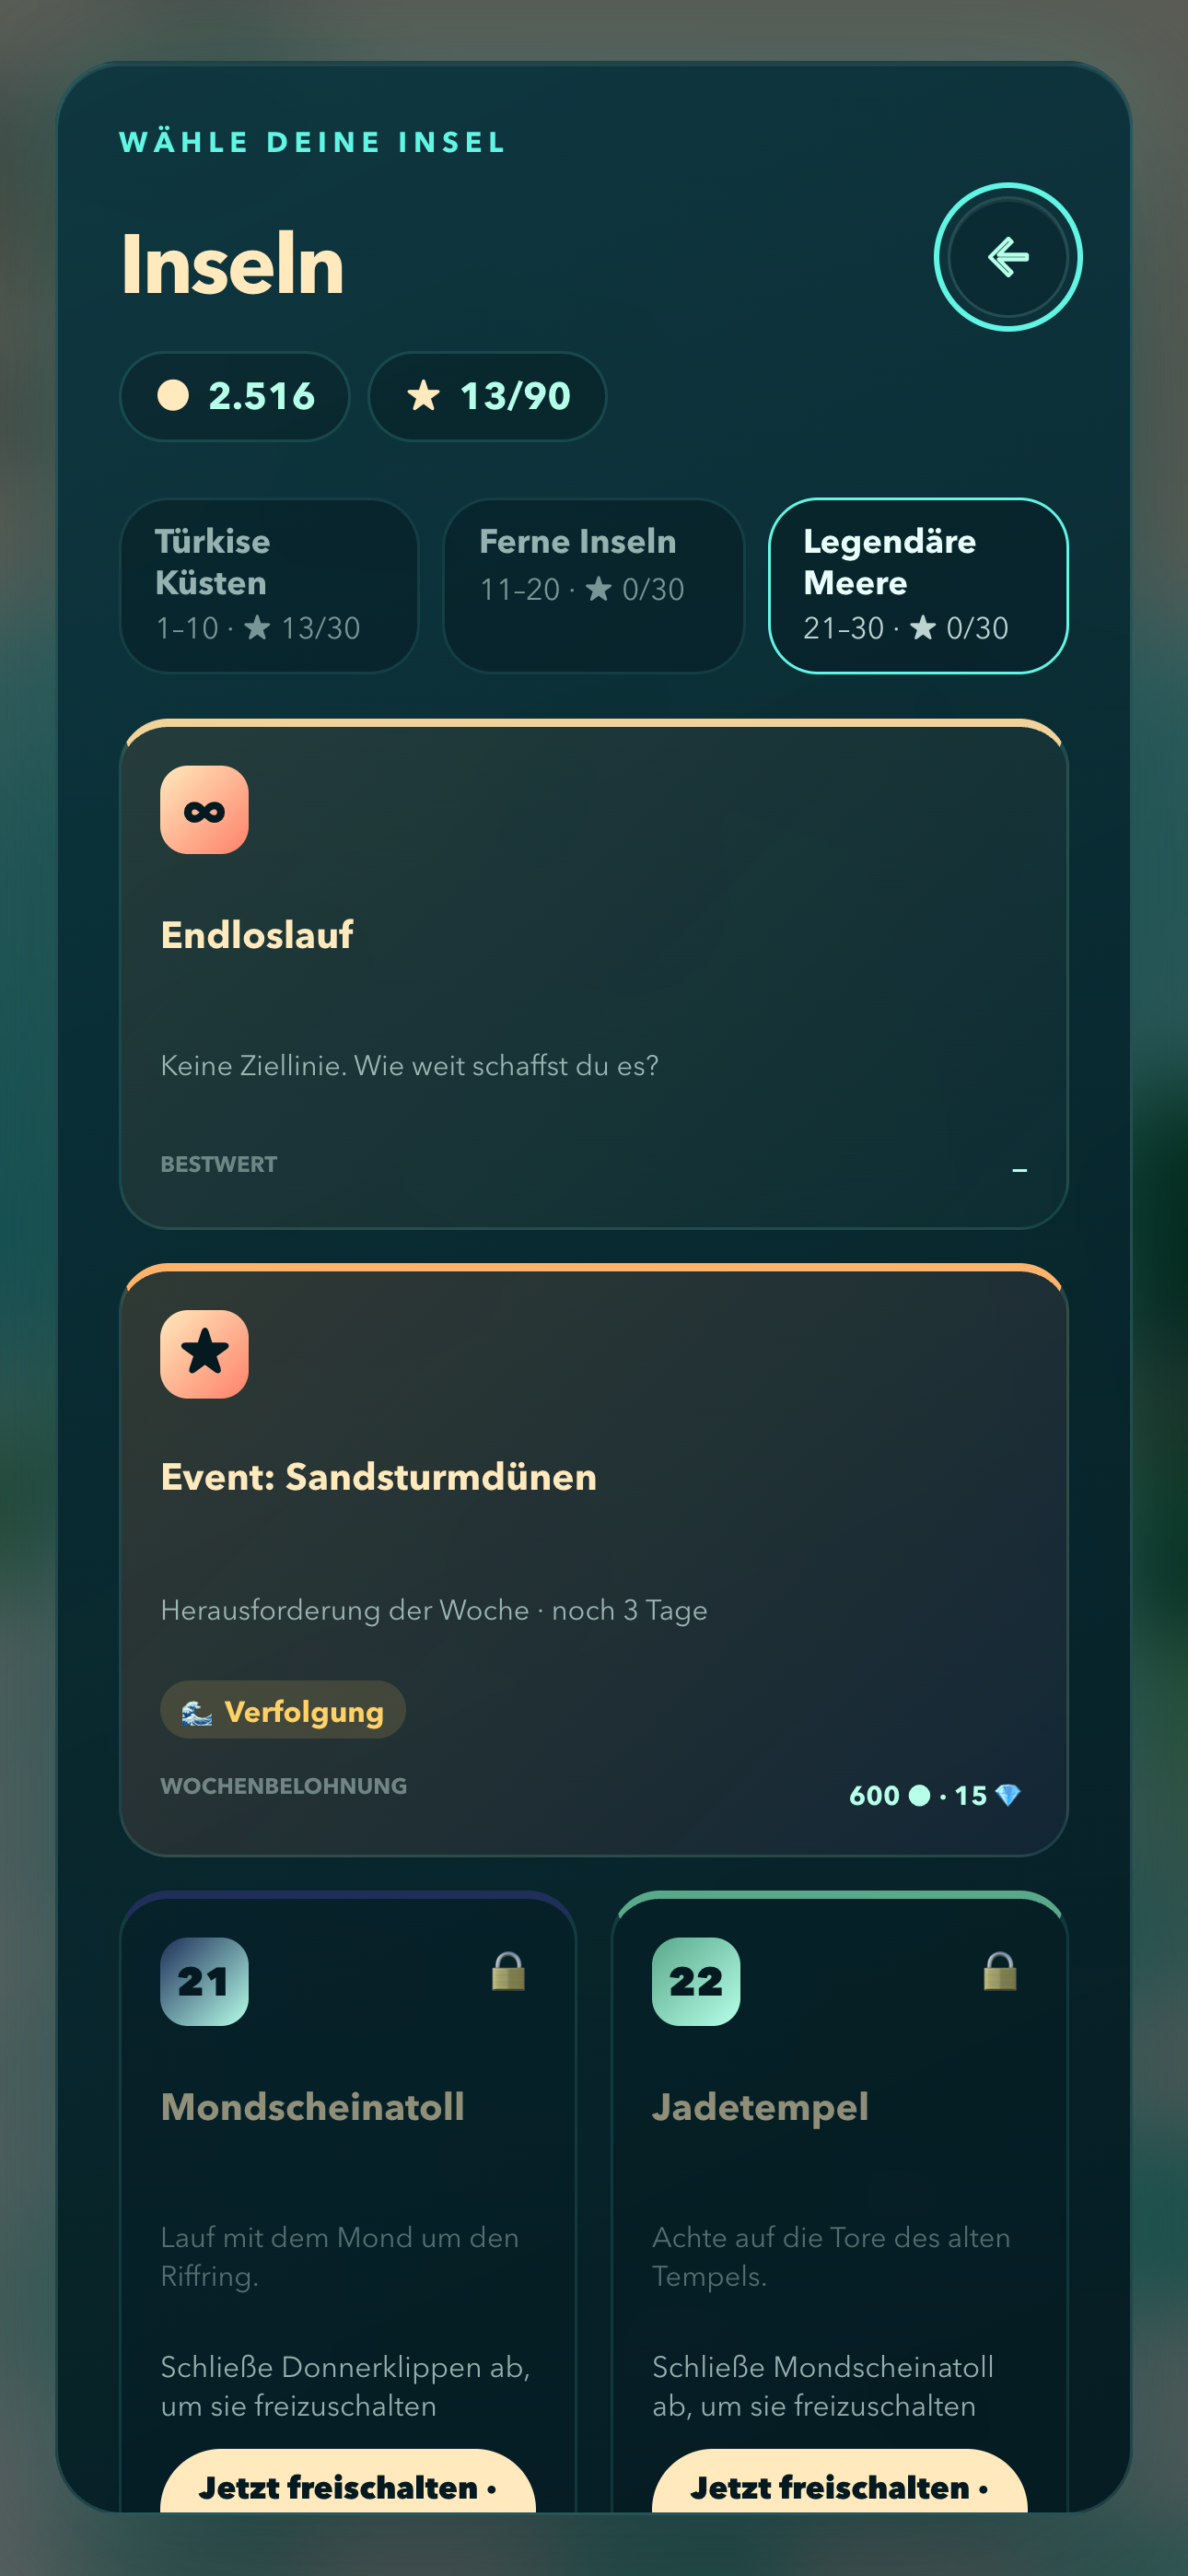 WÄHLE DEINE INSEL
Inseln
2.516
★ 13/90
Türkise
Küsten
1–10 · ★ 13/30
Ferne Inseln
11–20 · ★ 0/30
Legendäre
Meere
21–30 · ★ 0/30
∞
Endloslauf
Keine Ziellinie. Wie weit schaffst du es?
BESTWERT
–
Event: Sandsturmdünen
Herausforderung der Woche · noch 3 Tage
🌊 Verfolgung
WOCHENBELOHNUNG
600 ● · 15 💎
21
Mondscheinatoll
Lauf mit dem Mond um den
Riffring.
Schließe Donnerklippen ab,
um sie freizuschalten
Jetzt freischalten ·
22
Jadetempel
Achte auf die Tore des alten
Tempels.
Schließe Mondscheinatoll
ab, um sie freizuschalten
Jetzt freischalten ·